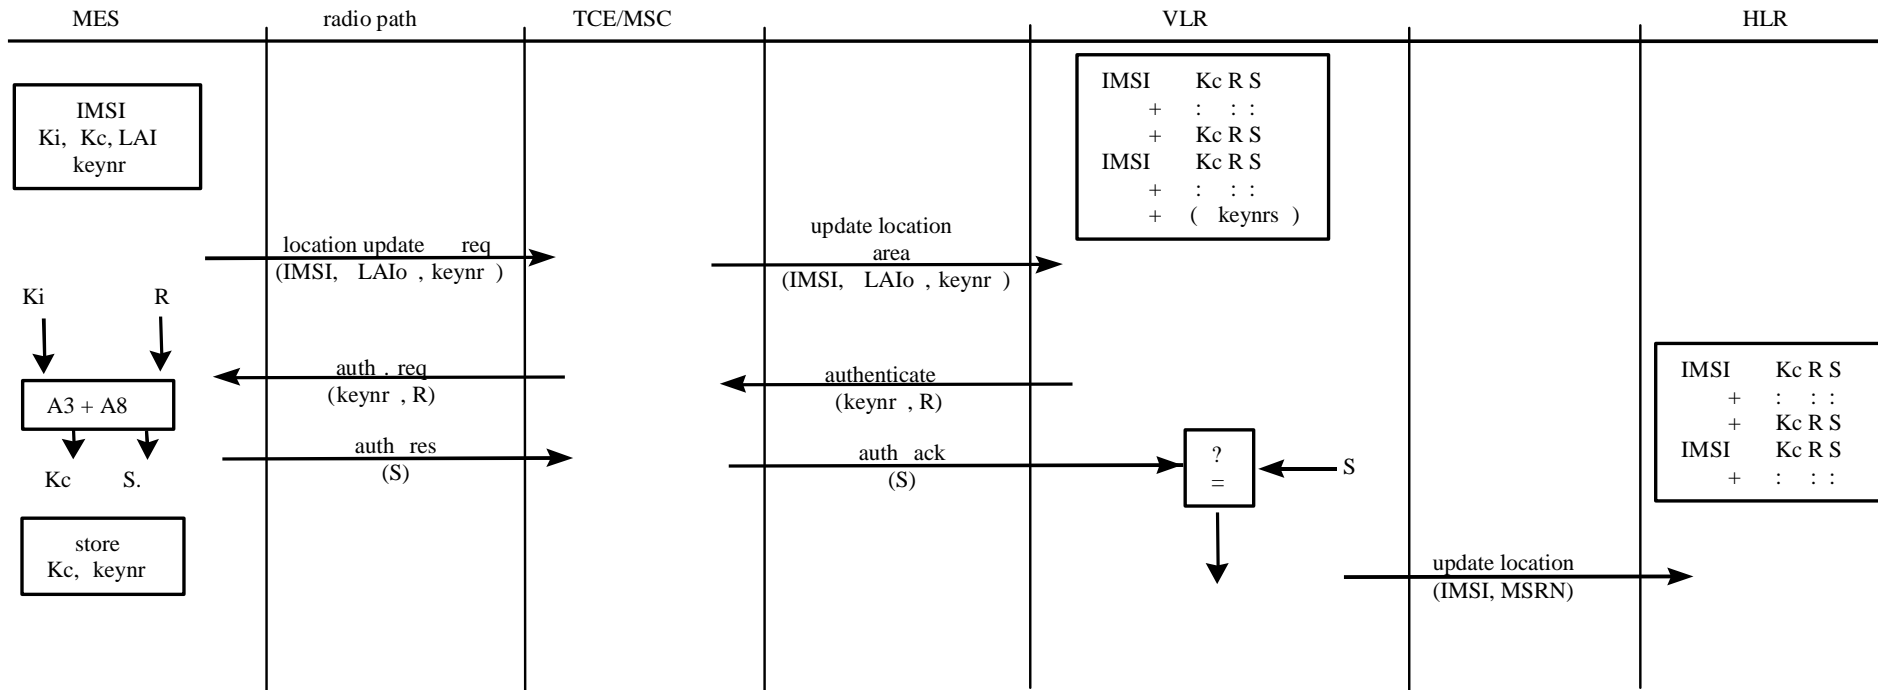 MES radio path TCE/MSC VLR HLR
IMSI
Ki, Kc, LAI
keynr
IMSI Kc R S
+ : : :
+ Kc R S
IMSI Kc R S
+ : : :
+ ( keynrs )
location update req
(IMSI, LAIo , keynr )
update location
area
(IMSI, LAIo , keynr )
Ki R
A3 + A8
Kc S.
auth . req
(keynr , R)
authenticate
(keynr , R)
auth res
(S)
auth ack
(S)
?
=
S
IMSI Kc R S
+ : : :
+ Kc R S
IMSI Kc R S
+ : : :
store
Kc, keynr
update location
(IMSI, MSRN)